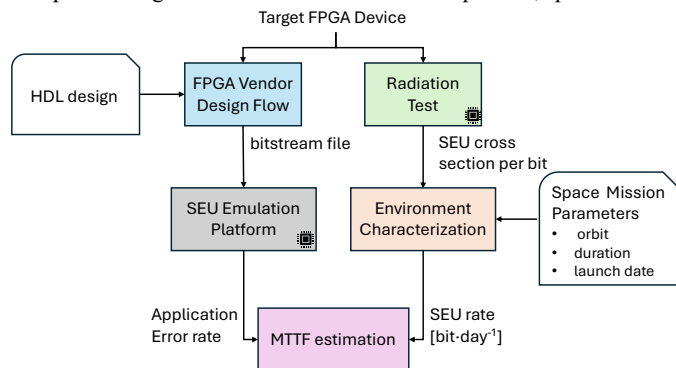 Target FPGA Device
HDL design
FPGA Vendor
Design Flow
Radiation
Test
bitstream file
SEU cross
section per bit
SEU Emulation
Platform
Environment
Characterization
Space Mission
Parameters
• orbit
• duration
• launch date
Application
Error rate
MTTF estimation
SEU rate
[bit·day⁻¹]